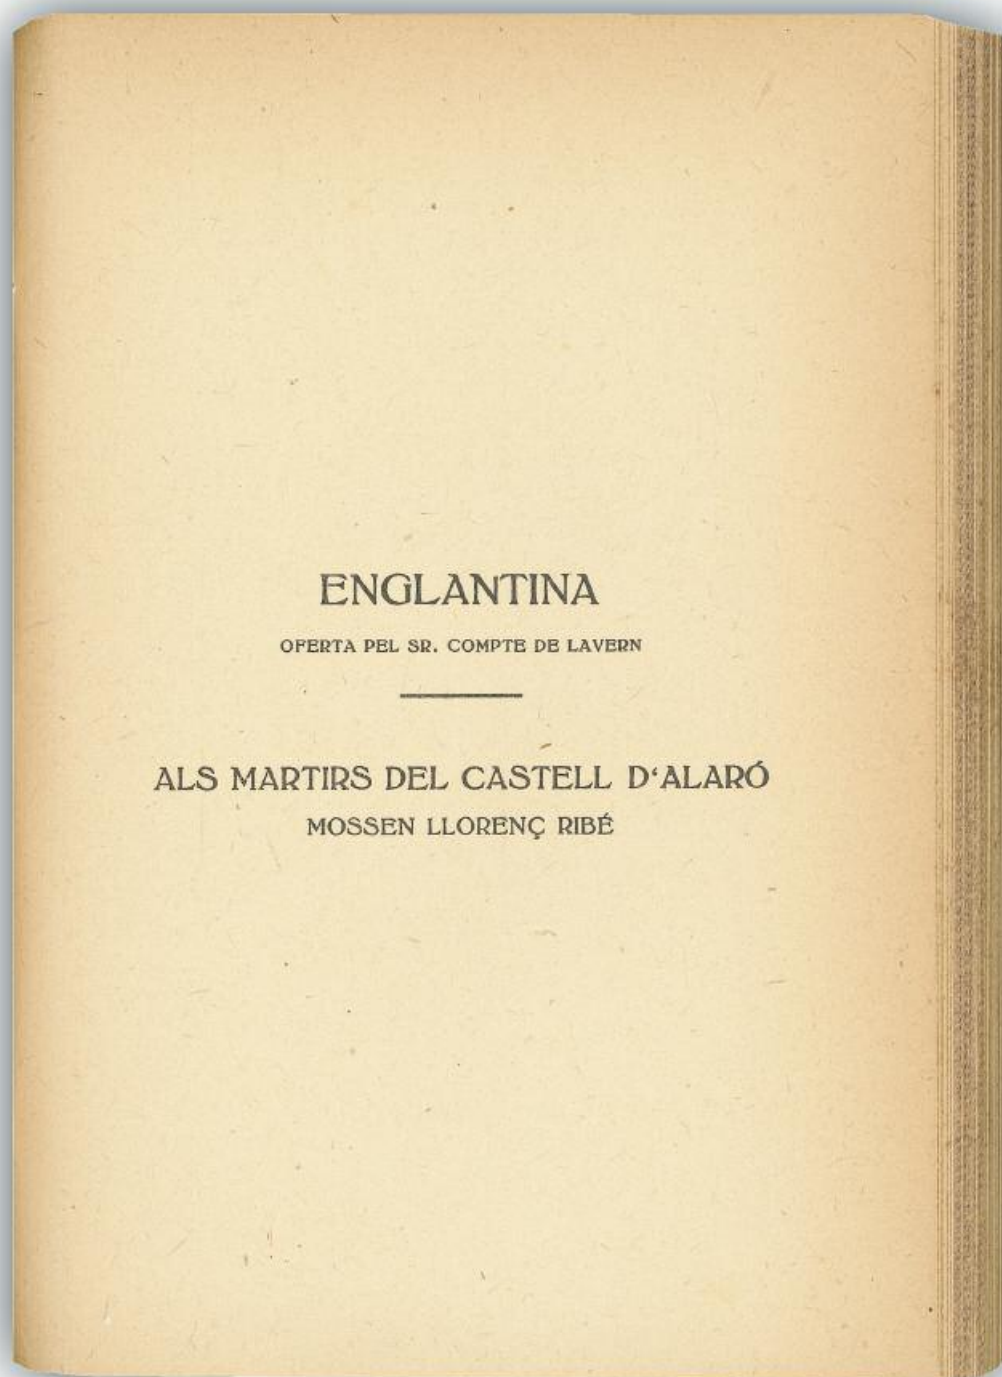 ENGLANTINA
OFERTA PEL SR. COMPTE DE LAVERN
ALS MARTIRS DEL CASTELL D‘ALARÓ
MOSSEN LLORENÇ RIBÉ